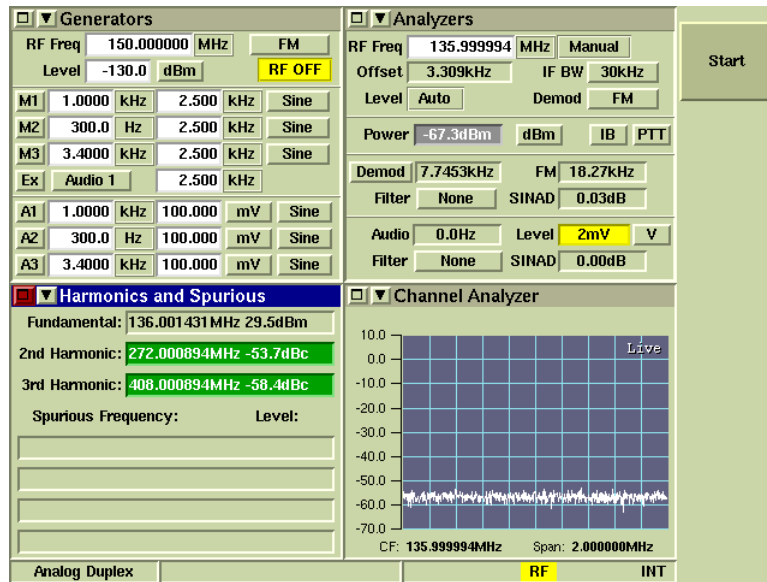 Generators
RF Freq 150.000000 MHz FM
Level -130.0 dBm RF OFF
M1 1.0000 kHz 2.500 kHz Sine
M2 300.0 Hz 2.500 kHz Sine
M3 3.4000 kHz 2.500 kHz Sine
Ex Audio 1 2.500 kHz
A1 1.0000 kHz 100.000 mV Sine
A2 300.0 Hz 100.000 mV Sine
A3 3.4000 kHz 100.000 mV Sine
Analyzers
RF Freq 135.999994 MHz Manual
Offset 3.309kHz IF BW 30kHz
Level Auto Demod FM
Power -67.3dBm dBm IB PTT
Demod 7.7453kHz FM 18.27kHz
Filter None SINAD 0.03dB
Audio 0.0Hz Level 2mV V
Filter None SINAD 0.00dB
Start
Harmonics and Spurious
Fundamental: 136.001431MHz 29.5dBm
2nd Harmonic: 272.000894MHz -53.7dBc
3rd Harmonic: 408.000894MHz -58.4dBc
Spurious Frequency: Level:
Channel Analyzer
Live
10.0
0.0
-10.0
-20.0
-30.0
-40.0
-50.0
-60.0
-70.0
CF: 135.999994MHz Span: 2.000000MHz
Analog Duplex RF INT